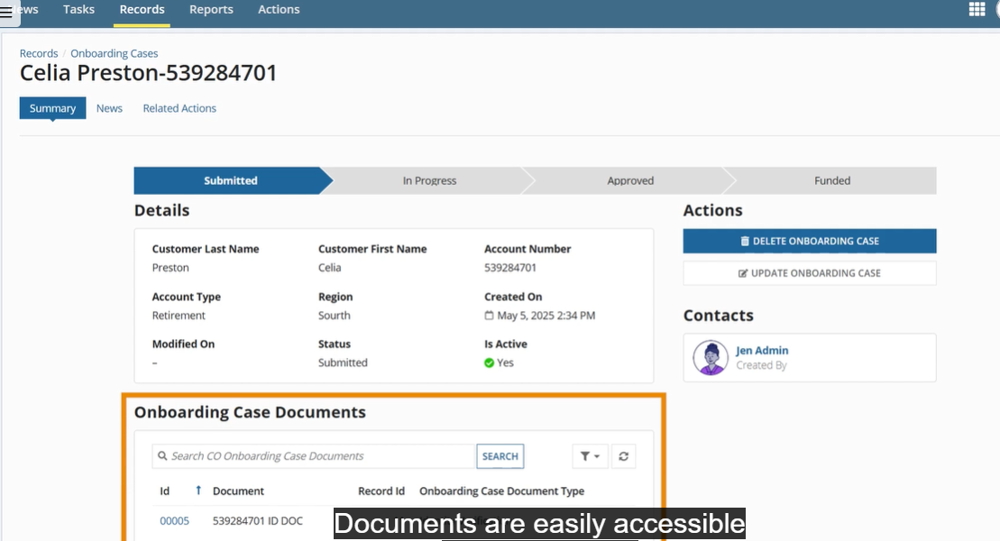 News Tasks Records Reports Actions
Records / Onboarding Cases
Celia Preston-539284701
Summary News Related Actions
Submitted In Progress Approved Funded
Details
Customer Last Name Customer First Name Account Number
Preston Celia 539284701
Account Type Region Created On
Retirement Sourth May 5, 2025 2:34 PM
Modified On Status Is Active
– Submitted Yes
Actions
DELETE ONBOARDING CASE
UPDATE ONBOARDING CASE
Contacts
Jen Admin
Created By
Onboarding Case Documents
Search CO Onboarding Case Documents SEARCH
Id Document Record Id Onboarding Case Document Type
00005 539284701 ID DOC
Documents are easily accessible